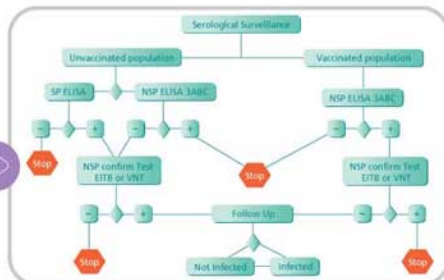 Serological Surveillance
Unvaccinated population
Vaccinated population
SP ELISA
NSP ELISA 3ABC
NSP ELISA 3ABC
−
+
−
+
−
+
Stop
NSP confirm Test
EITB or VNT
Stop
NSP confirm Test
EITB or VNT
−
+
Follow Up
−
+
Stop
Not Infected
Infected
Stop